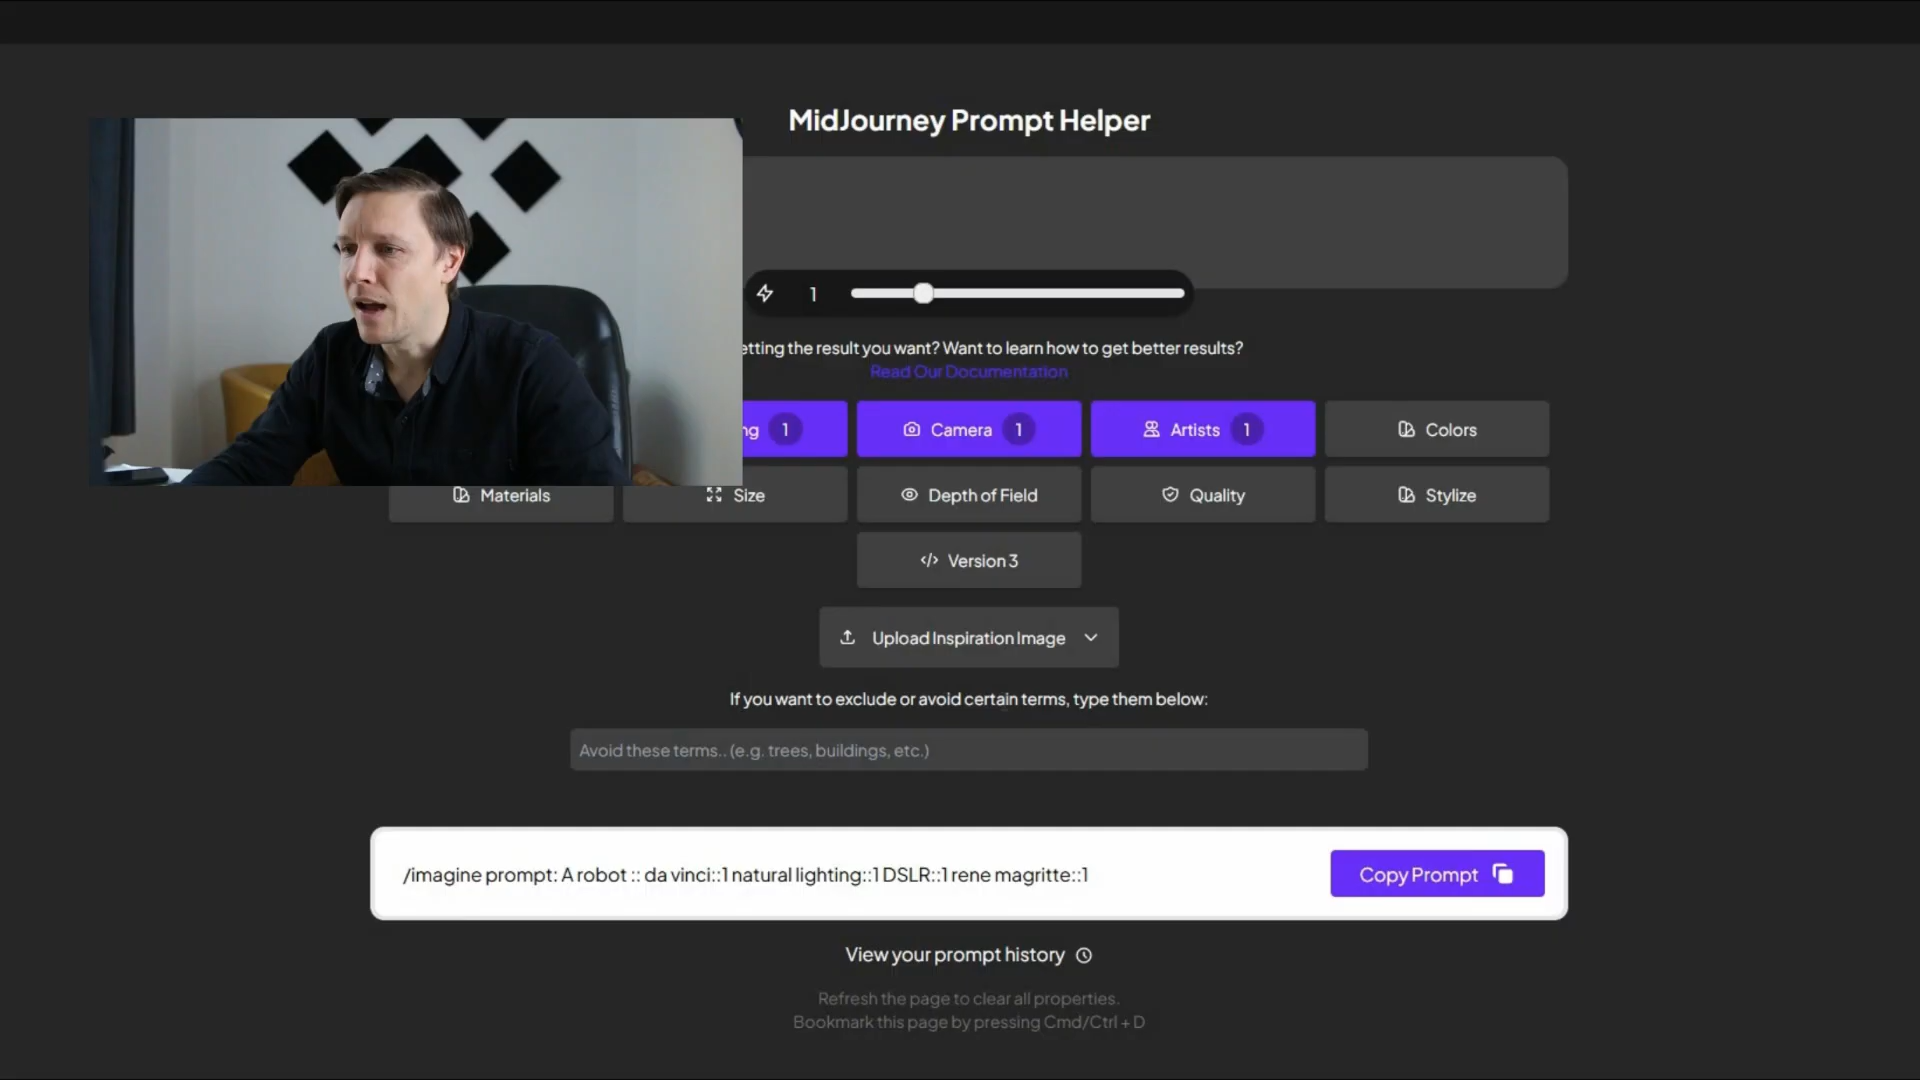 MidJourney Prompt Helper
1
etting the result you want? Want to learn how to get better results?
Read Our Documentation
ng 1 Camera 1 Artists 1 Colors
Materials Size Depth of Field Quality Stylize
</> Version 3
Upload Inspiration Image
If you want to exclude or avoid certain terms, type them below:
Avoid these terms.. (e.g. trees, buildings, etc.)
/imagine prompt: A robot :: da vinci::1 natural lighting::1 DSLR::1 rene magritte::1
Copy Prompt
View your prompt history
Refresh the page to clear all properties.
Bookmark this page by pressing Cmd/Ctrl + D